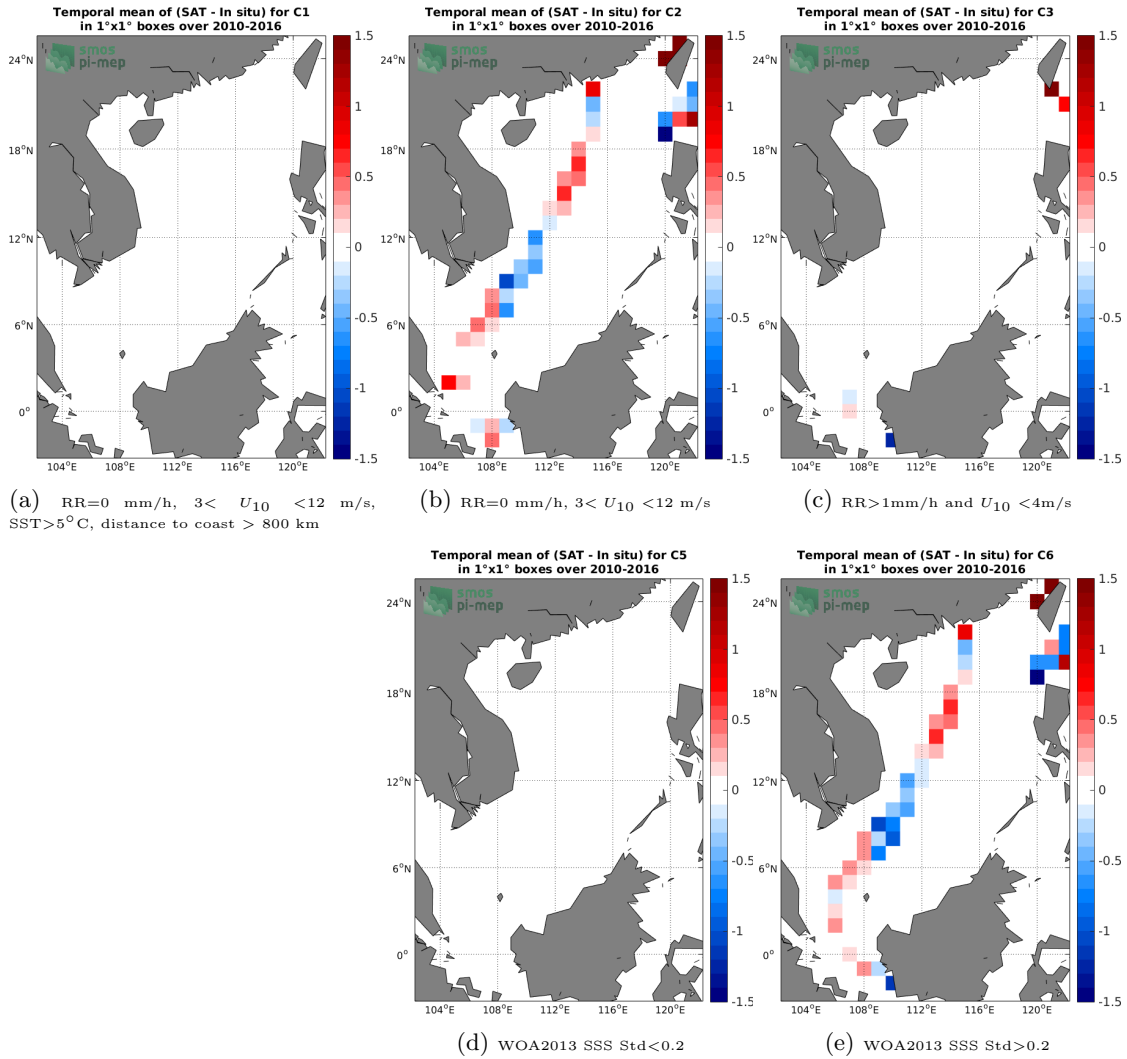 Temporal mean of (SAT - In situ) for C1
in 1°x1° boxes over 2010-2016
smos
pi-mep
24°N
18°N
12°N
6°N
0°
104°E 108°E 112°E 116°E 120°E
1.5
1
0.5
0
-0.5
-1
-1.5
(a) RR=0 mm/h, 3< U10 <12 m/s,
SST>5°C, distance to coast > 800 km
Temporal mean of (SAT - In situ) for C2
in 1°x1° boxes over 2010-2016
smos
pi-mep
24°N
18°N
12°N
6°N
0°
104°E 108°E 112°E 116°E 120°E
1.5
1
0.5
0
-0.5
-1
-1.5
(b) RR=0 mm/h, 3< U10 <12 m/s
Temporal mean of (SAT - In situ) for C3
in 1°x1° boxes over 2010-2016
smos
pi-mep
24°N
18°N
12°N
6°N
0°
104°E 108°E 112°E 116°E 120°E
1.5
1
0.5
0
-0.5
-1
-1.5
(c) RR>1mm/h and U10 <4m/s
Temporal mean of (SAT - In situ) for C5
in 1°x1° boxes over 2010-2016
smos
pi-mep
24°N
18°N
12°N
6°N
0°
104°E 108°E 112°E 116°E 120°E
1.5
1
0.5
0
-0.5
-1
-1.5
(d) WOA2013 SSS Std<0.2
Temporal mean of (SAT - In situ) for C6
in 1°x1° boxes over 2010-2016
smos
pi-mep
24°N
18°N
12°N
6°N
0°
104°E 108°E 112°E 116°E 120°E
1.5
1
0.5
0
-0.5
-1
-1.5
(e) WOA2013 SSS Std>0.2